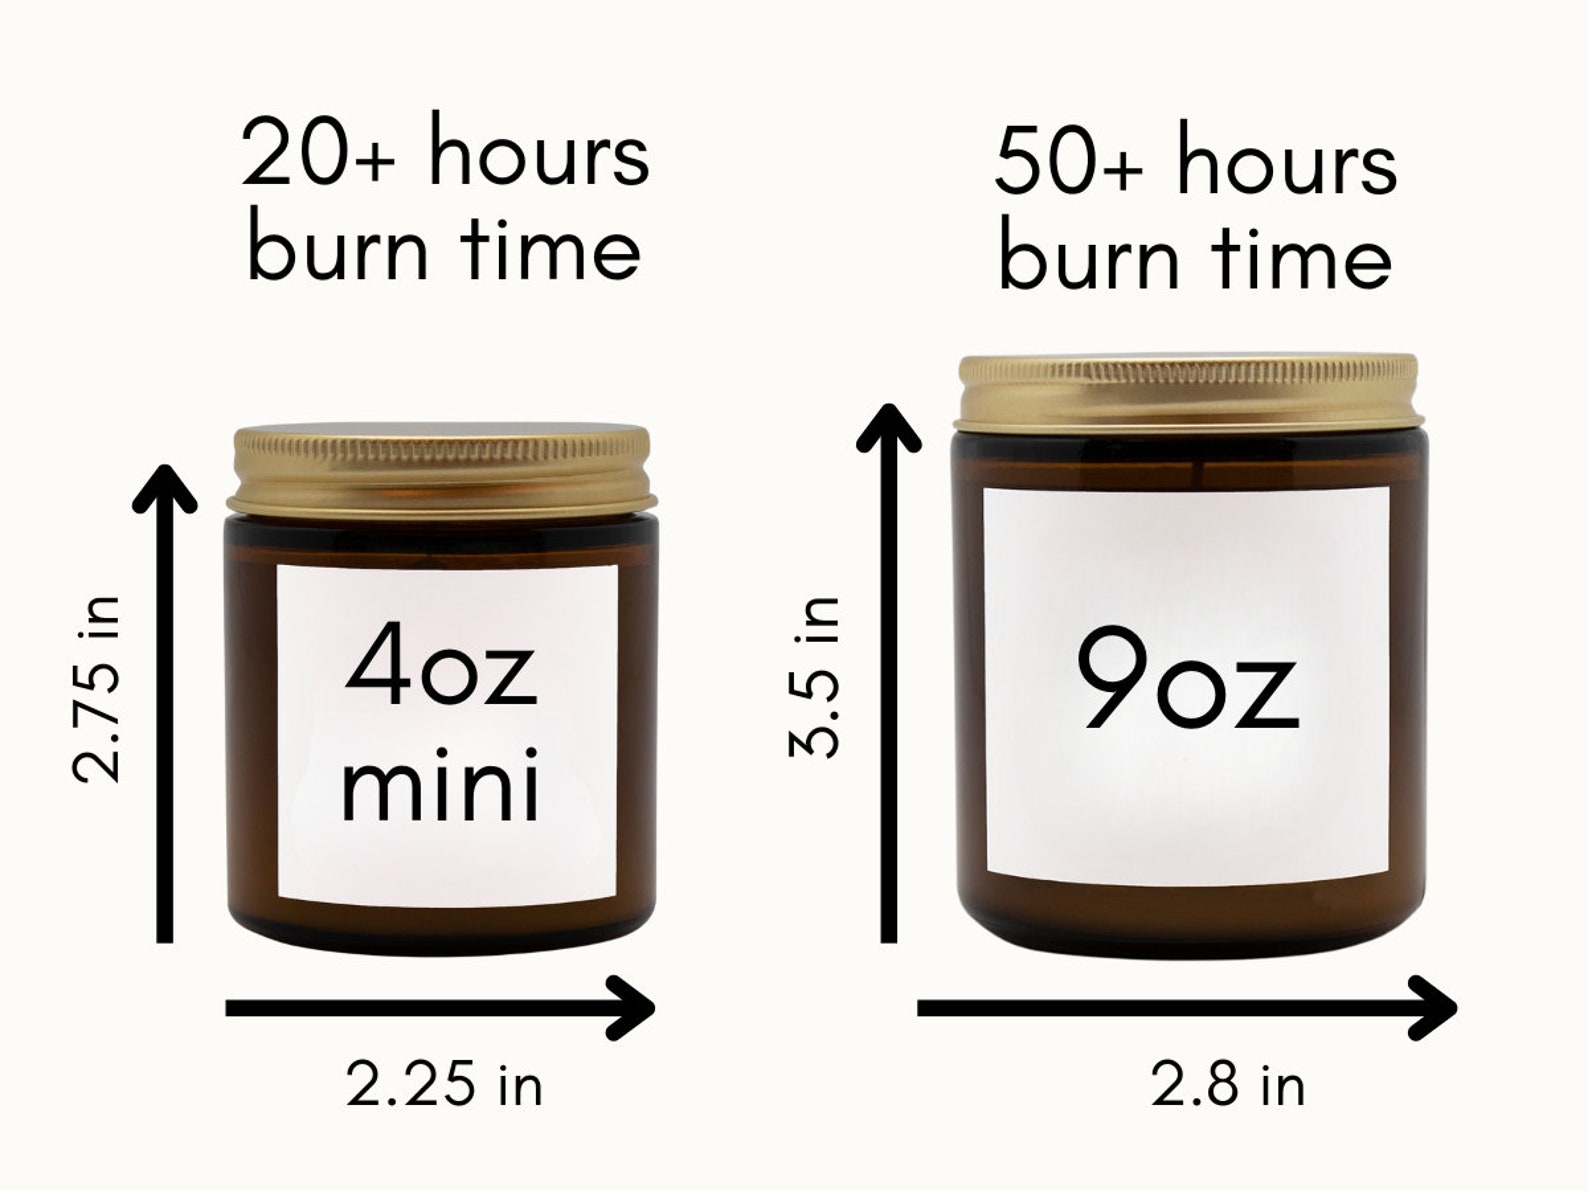 20+ hours
burn time
50+ hours
burn time
2.75 in
4oz
mini
2.25 in
3.5 in
9oz
2.8 in